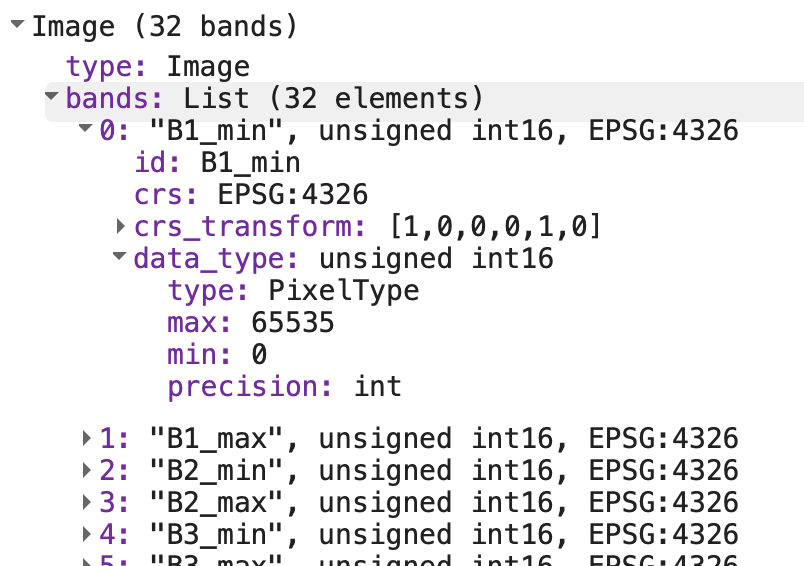 Image (32 bands)
type: Image
bands: List (32 elements)
0: "B1_min", unsigned int16, EPSG:4326
id: B1_min
crs: EPSG:4326
crs_transform: [1,0,0,0,1,0]
data_type: unsigned int16
type: PixelType
max: 65535
min: 0
precision: int
1: "B1_max", unsigned int16, EPSG:4326
2: "B2_min", unsigned int16, EPSG:4326
3: "B2_max", unsigned int16, EPSG:4326
4: "B3_min", unsigned int16, EPSG:4326
5: "B3_max", unsigned int16, EPSG:4326